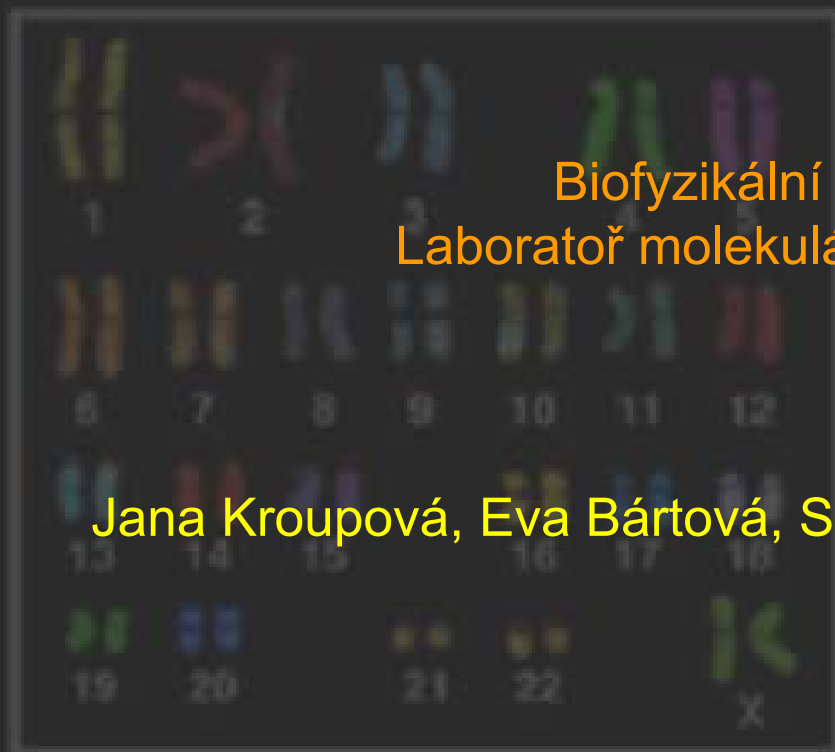 Biofyzikální
Laboratoř molekulá
1 2 3 4 5
6 7 8 9 10 11 12
Jana Kroupová, Eva Bártová, S
13 14 15 16 17 18
19 20 21 22 X